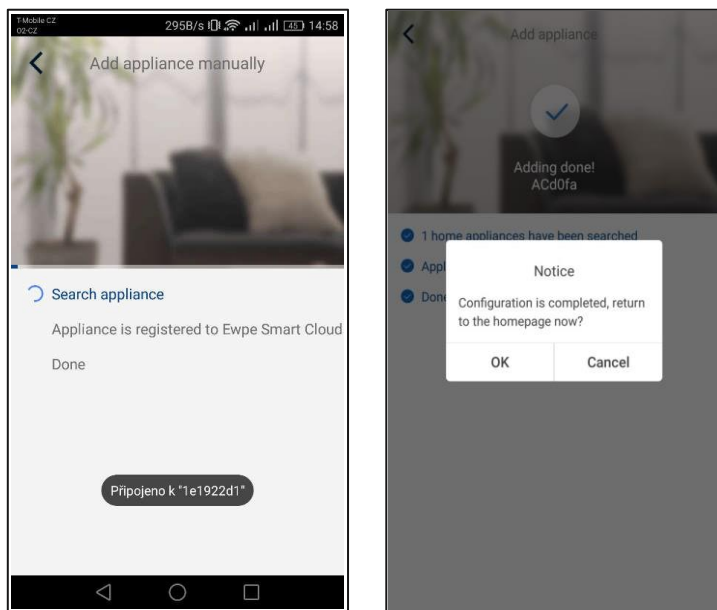 T-Mobile CZ
O2-CZ
295B/s 45 14:58
Add appliance manually
Search appliance
Appliance is registered to Ewpe Smart Cloud
Done
Připojeno k "1e1922d1"
Add appliance
Adding done!
ACd0fa
1 home appliances have been searched
Appl
Done
Notice
Configuration is completed, return
to the homepage now?
OK Cancel